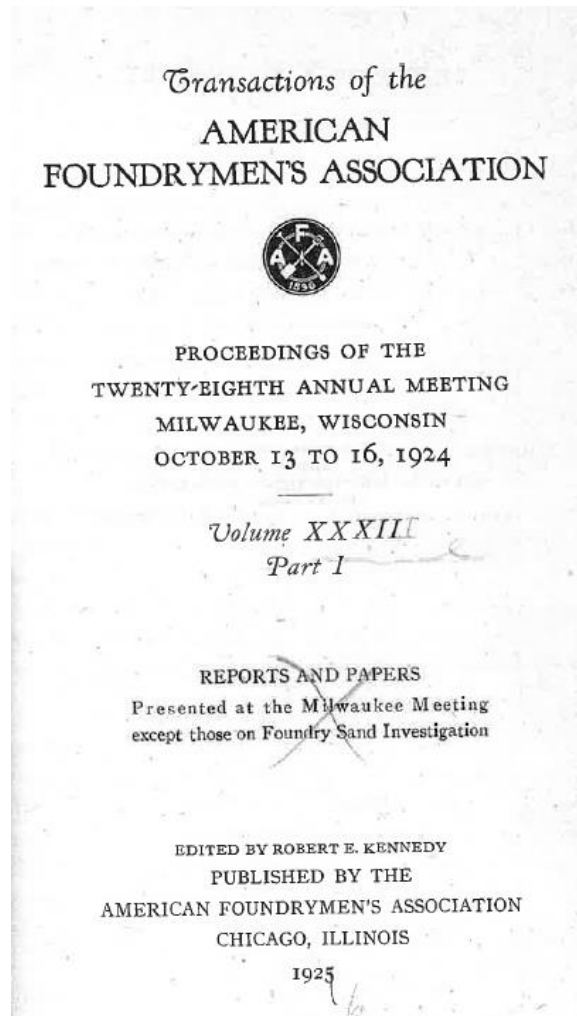 Transactions of the
AMERICAN
FOUNDRYMEN'S ASSOCIATION
A F A
1896
PROCEEDINGS OF THE
TWENTY-EIGHTH ANNUAL MEETING
MILWAUKEE, WISCONSIN
OCTOBER 13 TO 16, 1924
Volume XXXII
Part I
REPORTS AND PAPERS
Presented at the Milwaukee Meeting
except those on Foundry Sand Investigation
EDITED BY ROBERT E. KENNEDY
PUBLISHED BY THE
AMERICAN FOUNDRYMEN'S ASSOCIATION
CHICAGO, ILLINOIS
1925